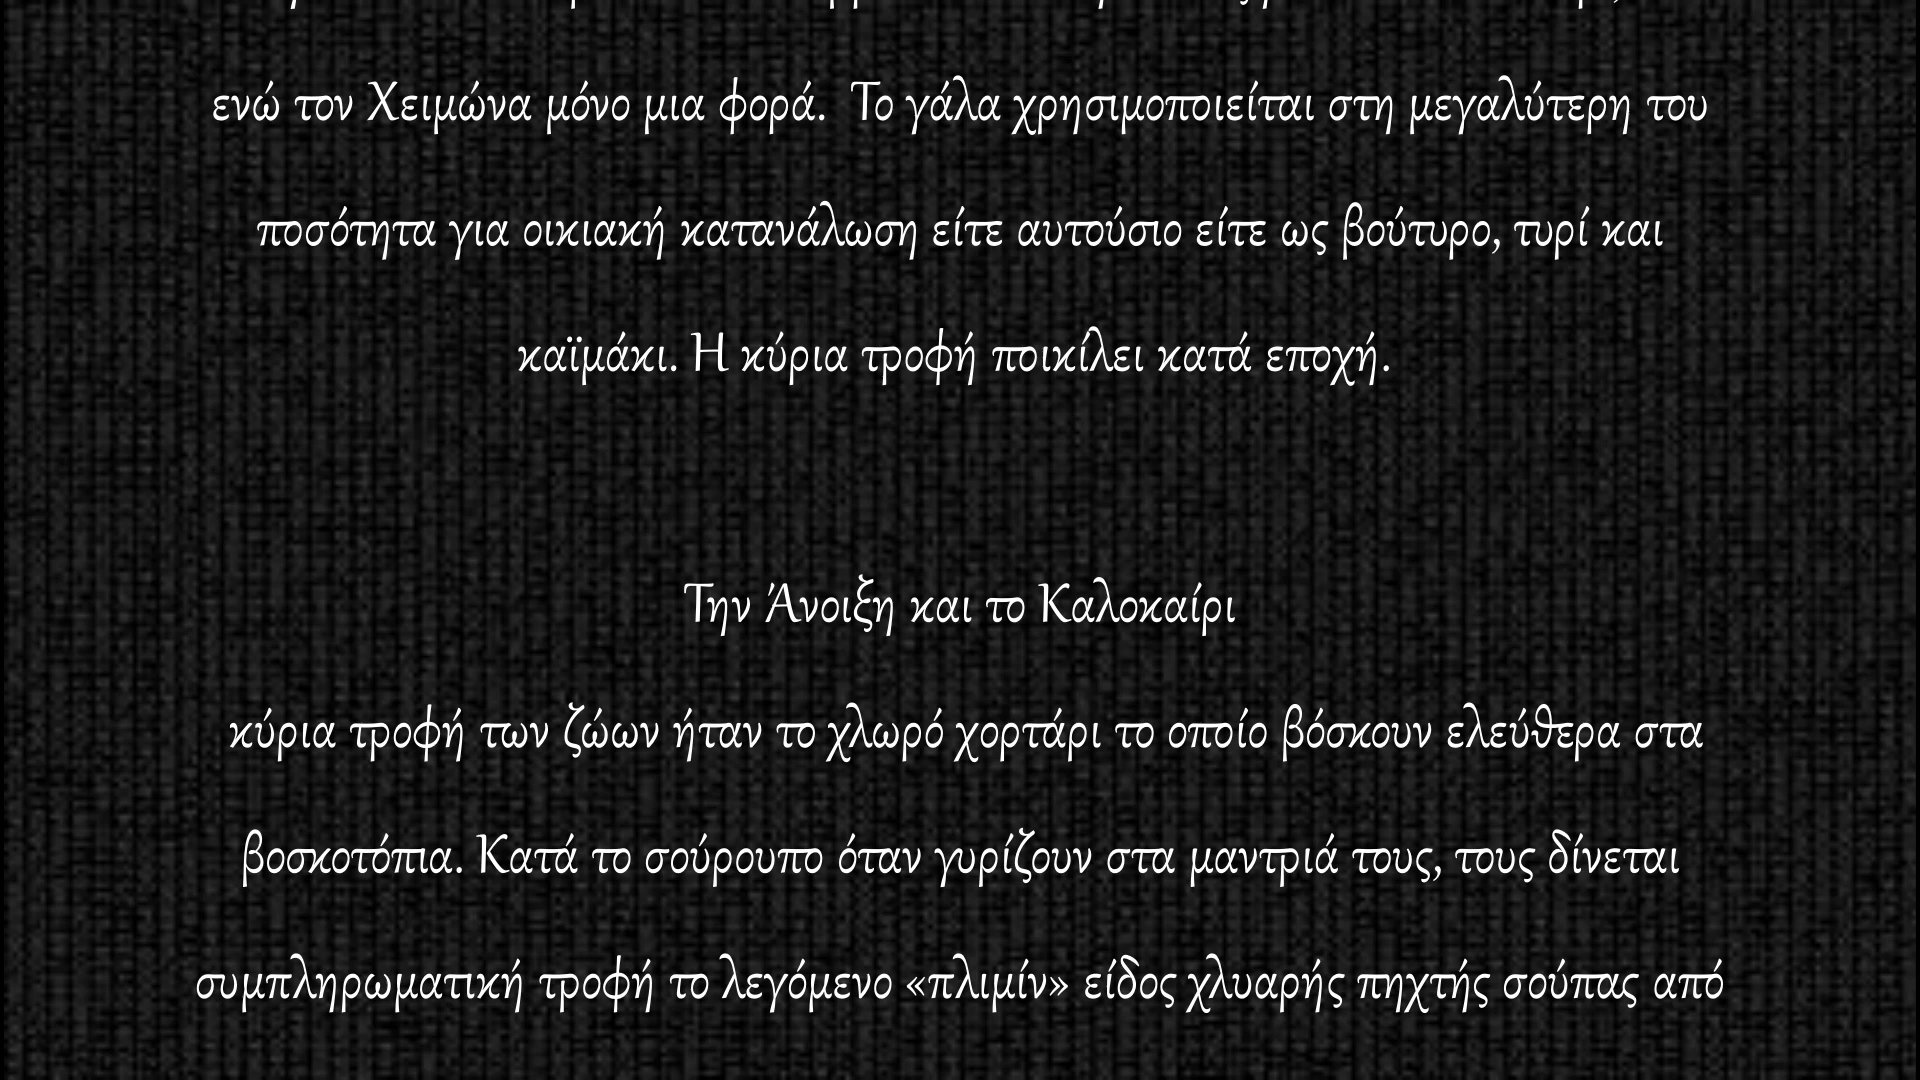 ενώ τον Χειμώνα μόνο μια φορά. Το γάλα χρησιμοποιείται στη μεγαλύτερη του
ποσότητα για οικιακή κατανάλωση είτε αυτούσιο είτε ως βούτυρο, τυρί και
καϊμάκι. Η κύρια τροφή ποικίλει κατά εποχή.
Την Άνοιξη και το Καλοκαίρι
κύρια τροφή των ζώων ήταν το χλωρό χορτάρι το οποίο βόσκουν ελεύθερα στα
βοσκοτόπια. Κατά το σούρουπο όταν γυρίζουν στα μαντριά τους, τους δίνεται
συμπληρωματική τροφή το λεγόμενο «πλιμίν» είδος χλυαρής πηχτής σούπας από